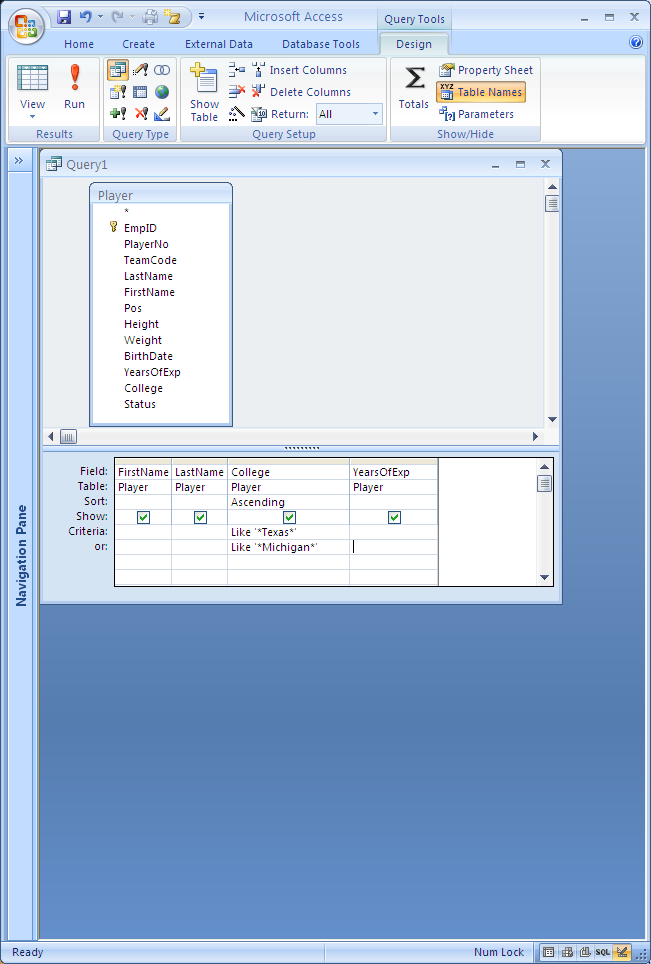 Microsoft Access
Query Tools
Home Create External Data Database Tools Design
View
Run
Results
Query Type
Show Table
Insert Columns
Delete Columns
Return: All
Query Setup
Totals
Property Sheet
XYZ Table Names
Parameters
Show/Hide
»
Navigation Pane
Query1
Player
*
EmpID
PlayerNo
TeamCode
LastName
FirstName
Pos
Height
Weight
BirthDate
YearsOfExp
College
Status
Field: FirstName LastName College YearsOfExp
Table: Player Player Player Player
Sort: Ascending
Show:
Criteria: Like '*Texas*'
or: Like '*Michigan*'
Ready
Num Lock
SQL